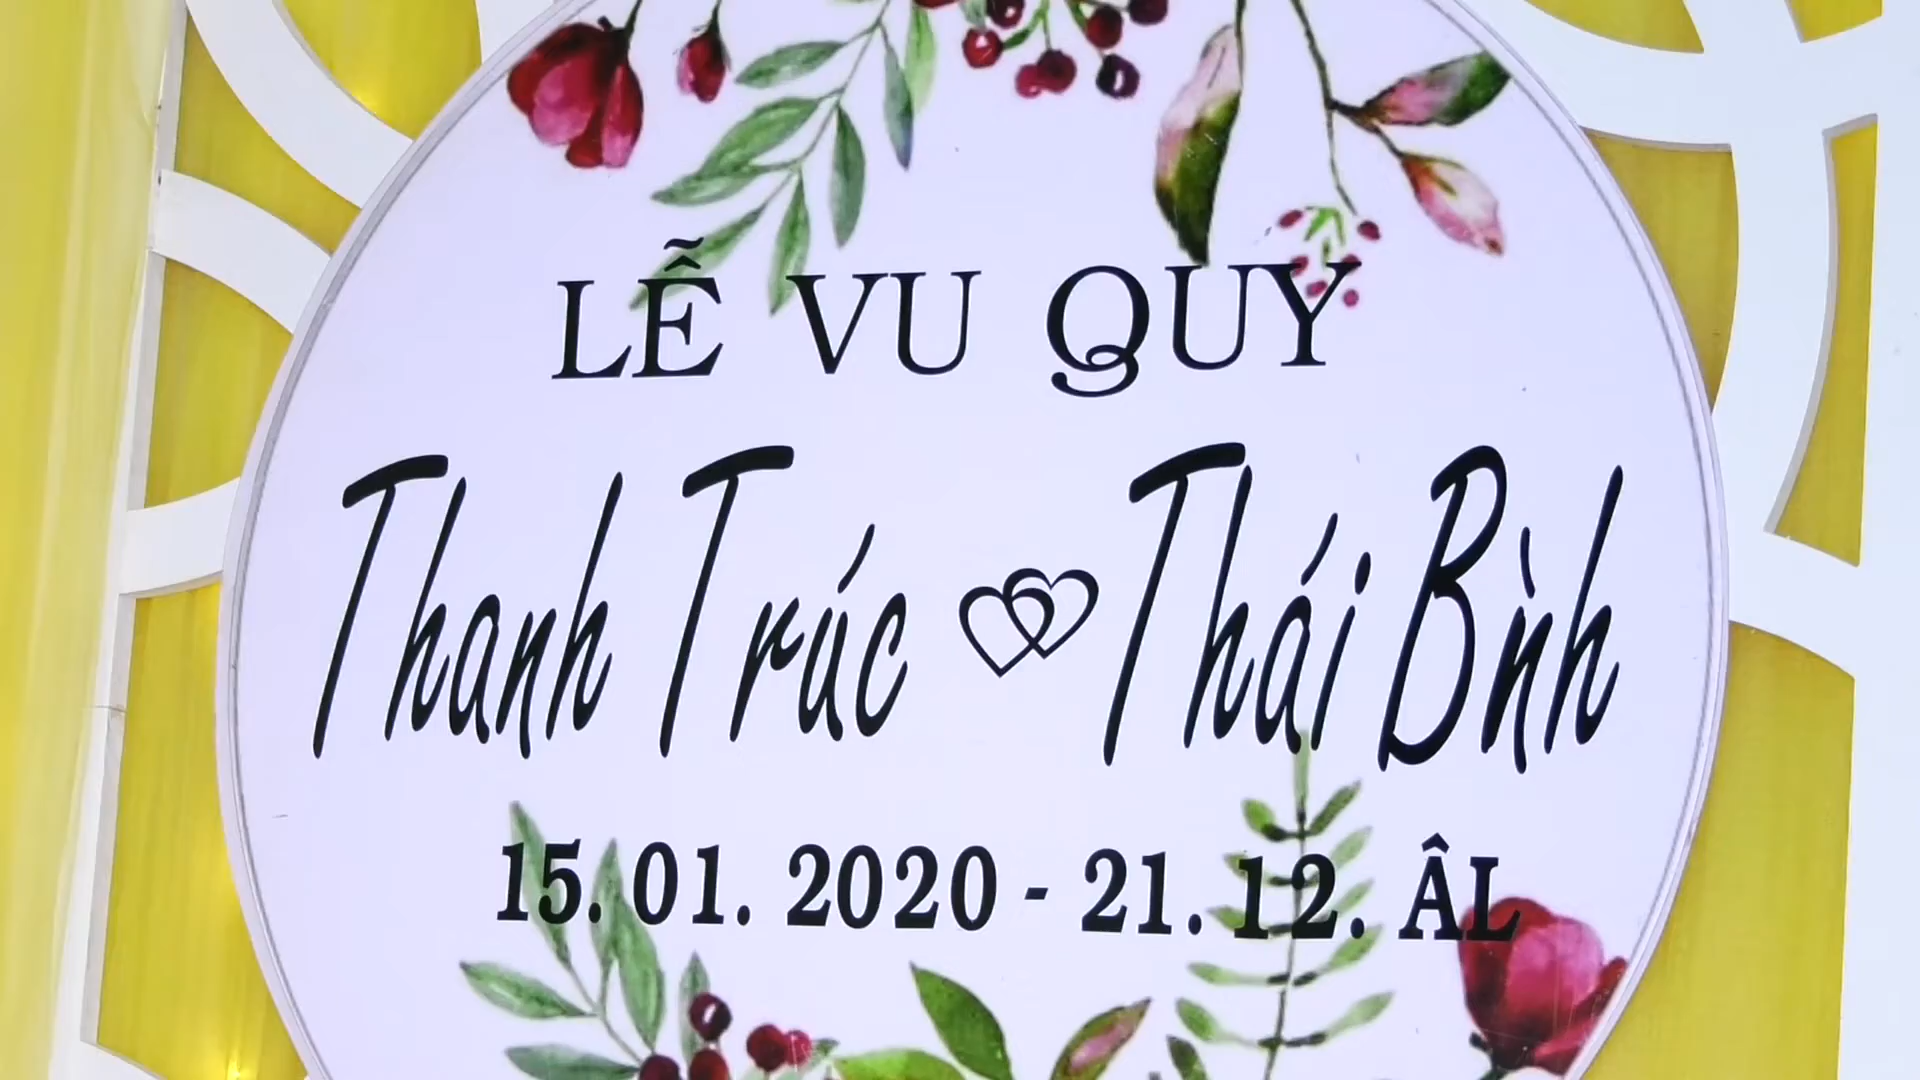 LỄ VU QUY
Thanh Trúc Thái Bình
15.01.2020 - 21.12. ÂL